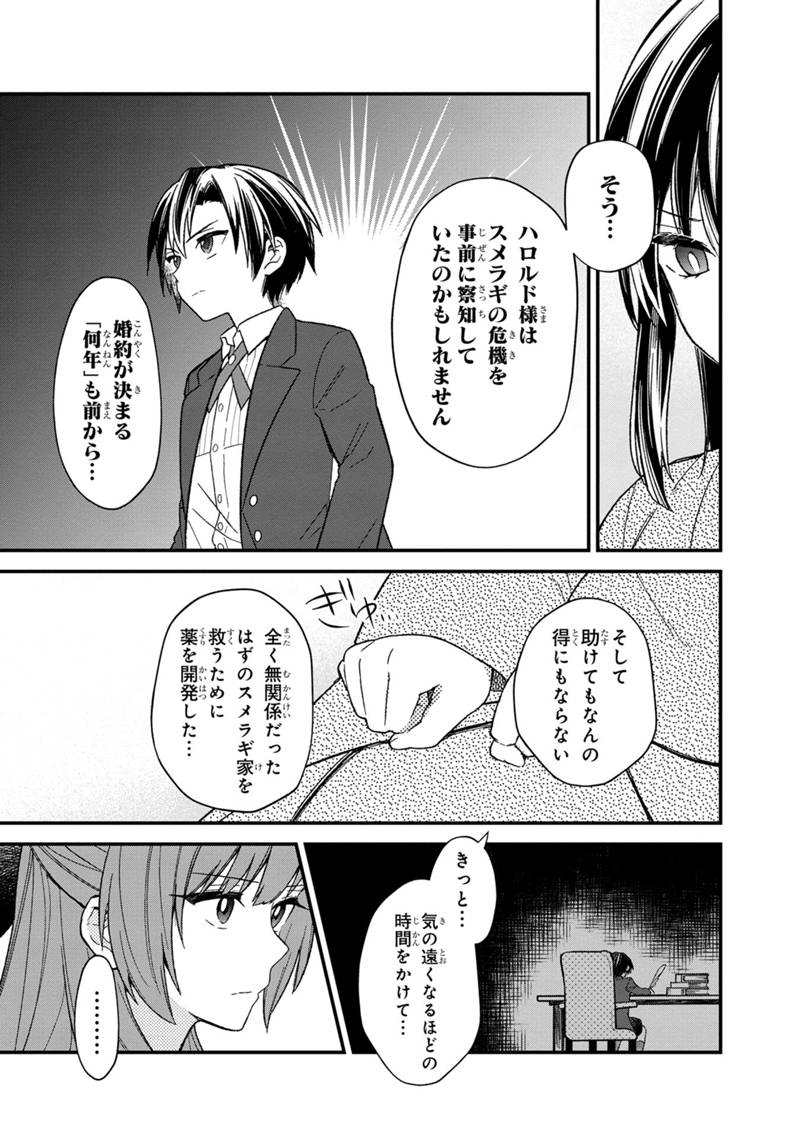 そう…
ハロルド様は
スメラギの危機を
事前に察知して
いたのかもしれません
婚約が決まる
「何年」も前から…
そして
助けてもなんの
得にもならない
ぎゅ…
全く無関係だった
はずのスメラギ家を
救うために
薬を開発した…
きっと…
気の遠くなるほどの
時間をかけて…
………